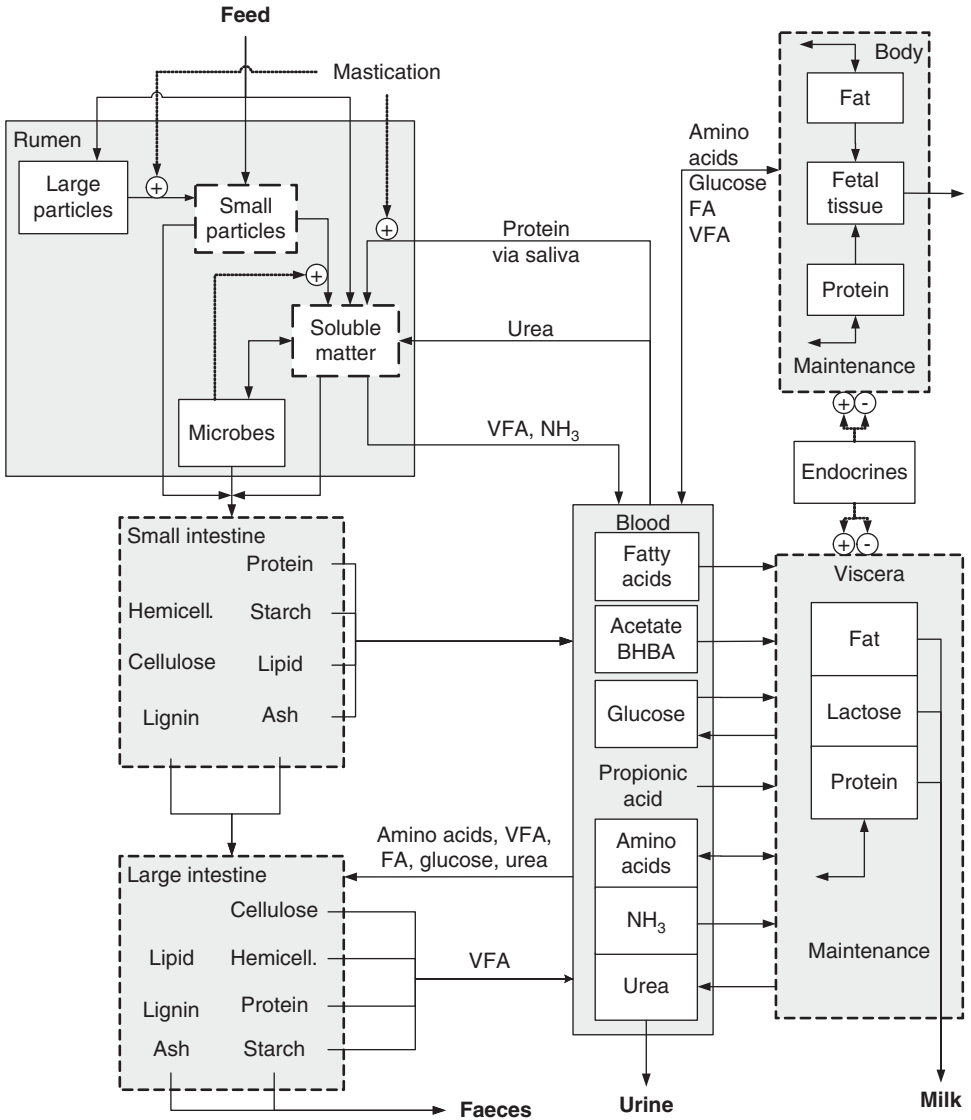 Feed
Mastication
Rumen
Large
particles
+
Small
particles
+
+
Soluble
matter
Microbes
Protein
via saliva
Urea
VFA, NH₃
Amino
acids
Glucose
FA
VFA
Body
Fat
Fetal
tissue
Protein
Maintenance
+ -
Endocrines
+ -
Small intestine
Protein
Hemicell. Starch
Cellulose Lipid
Lignin Ash
Blood
Fatty
acids
Acetate
BHBA
Glucose
Propionic
acid
Amino
acids
NH₃
Urea
Viscera
Fat
Lactose
Protein
Maintenance
Amino acids, VFA,
FA, glucose, urea
Large intestine
Cellulose
Lipid Hemicell.
Lignin Protein
Ash Starch
VFA
Faeces
Urine
Milk